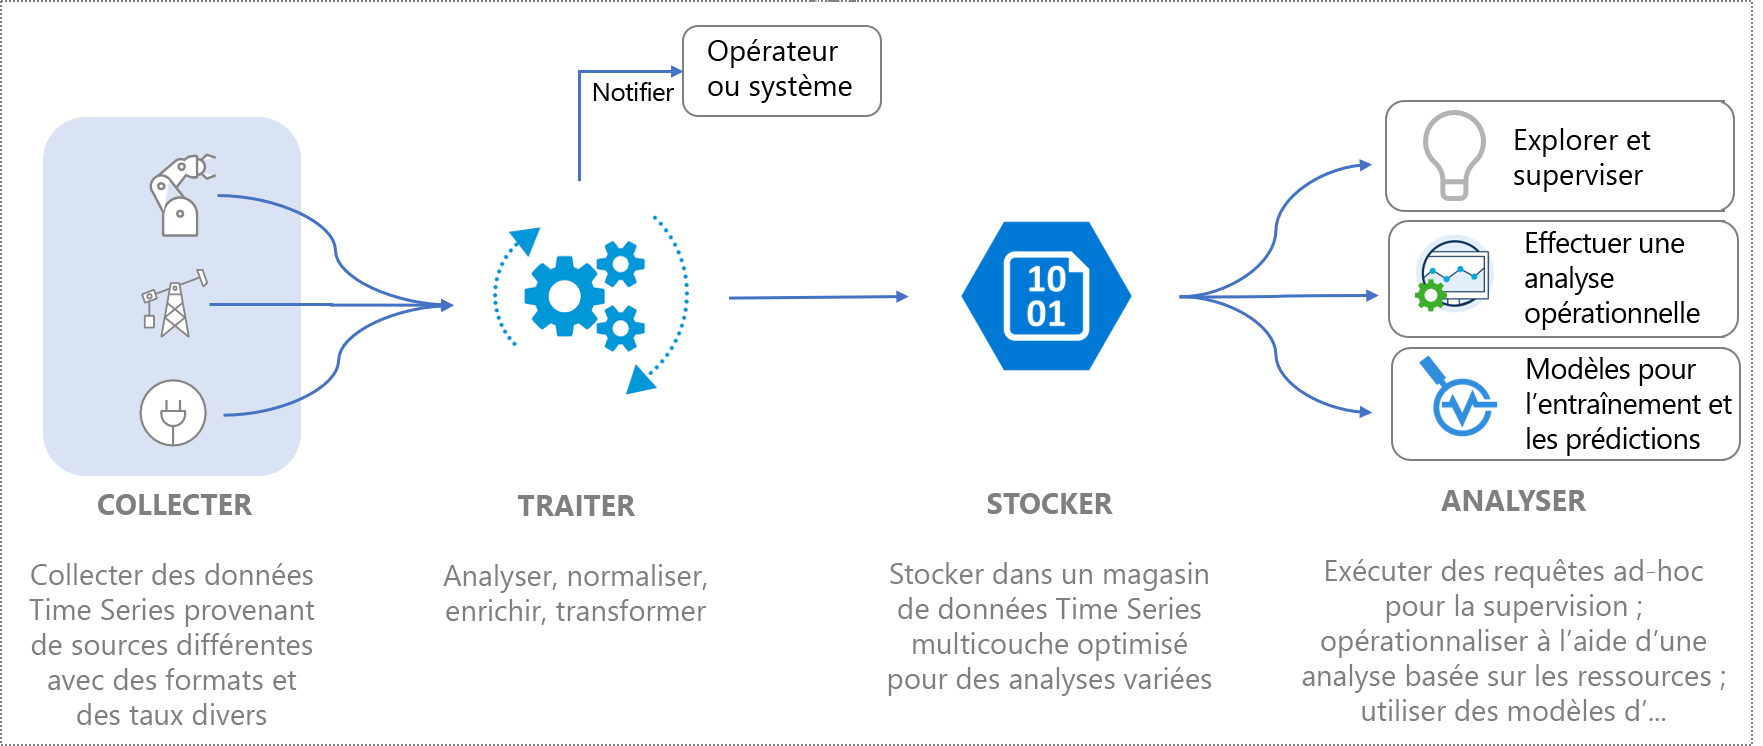 Opérateur
ou système
Notifier
Explorer et
superviser
Effectuer une
analyse
opérationnelle
10
01
Modèles pour
l'entraînement et
les prédictions
COLLECTER
Collecter des données
Time Series provenant
de sources différentes
avec des formats et
des taux divers
TRAITER
Analyser, normaliser,
enrichir, transformer
STOCKER
Stocker dans un magasin
de données Time Series
multicouche optimisé
pour des analyses variées
ANALYSER
Exécuter des requêtes ad-hoc
pour la supervision ;
opérationnaliser à l'aide d'une
analyse basée sur les ressources ;
utiliser des modèles d'...